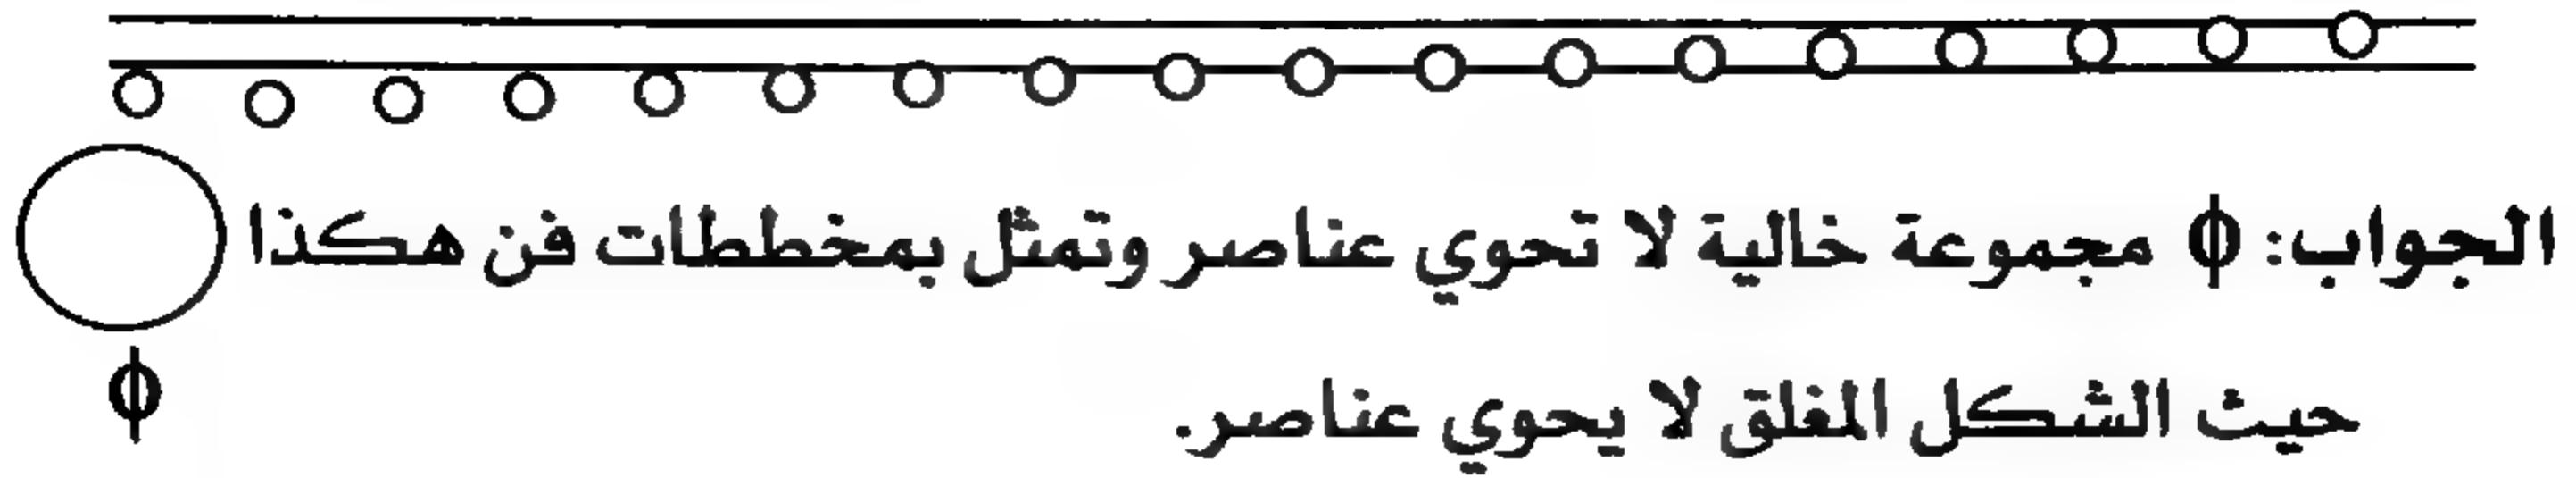 الجواب: ϕ مجموعة خالية لا تحوي عناصر وتمثل بمخططات فن هكذا
حيث الشكل المغلق لا يحوي عناصر.
ϕ